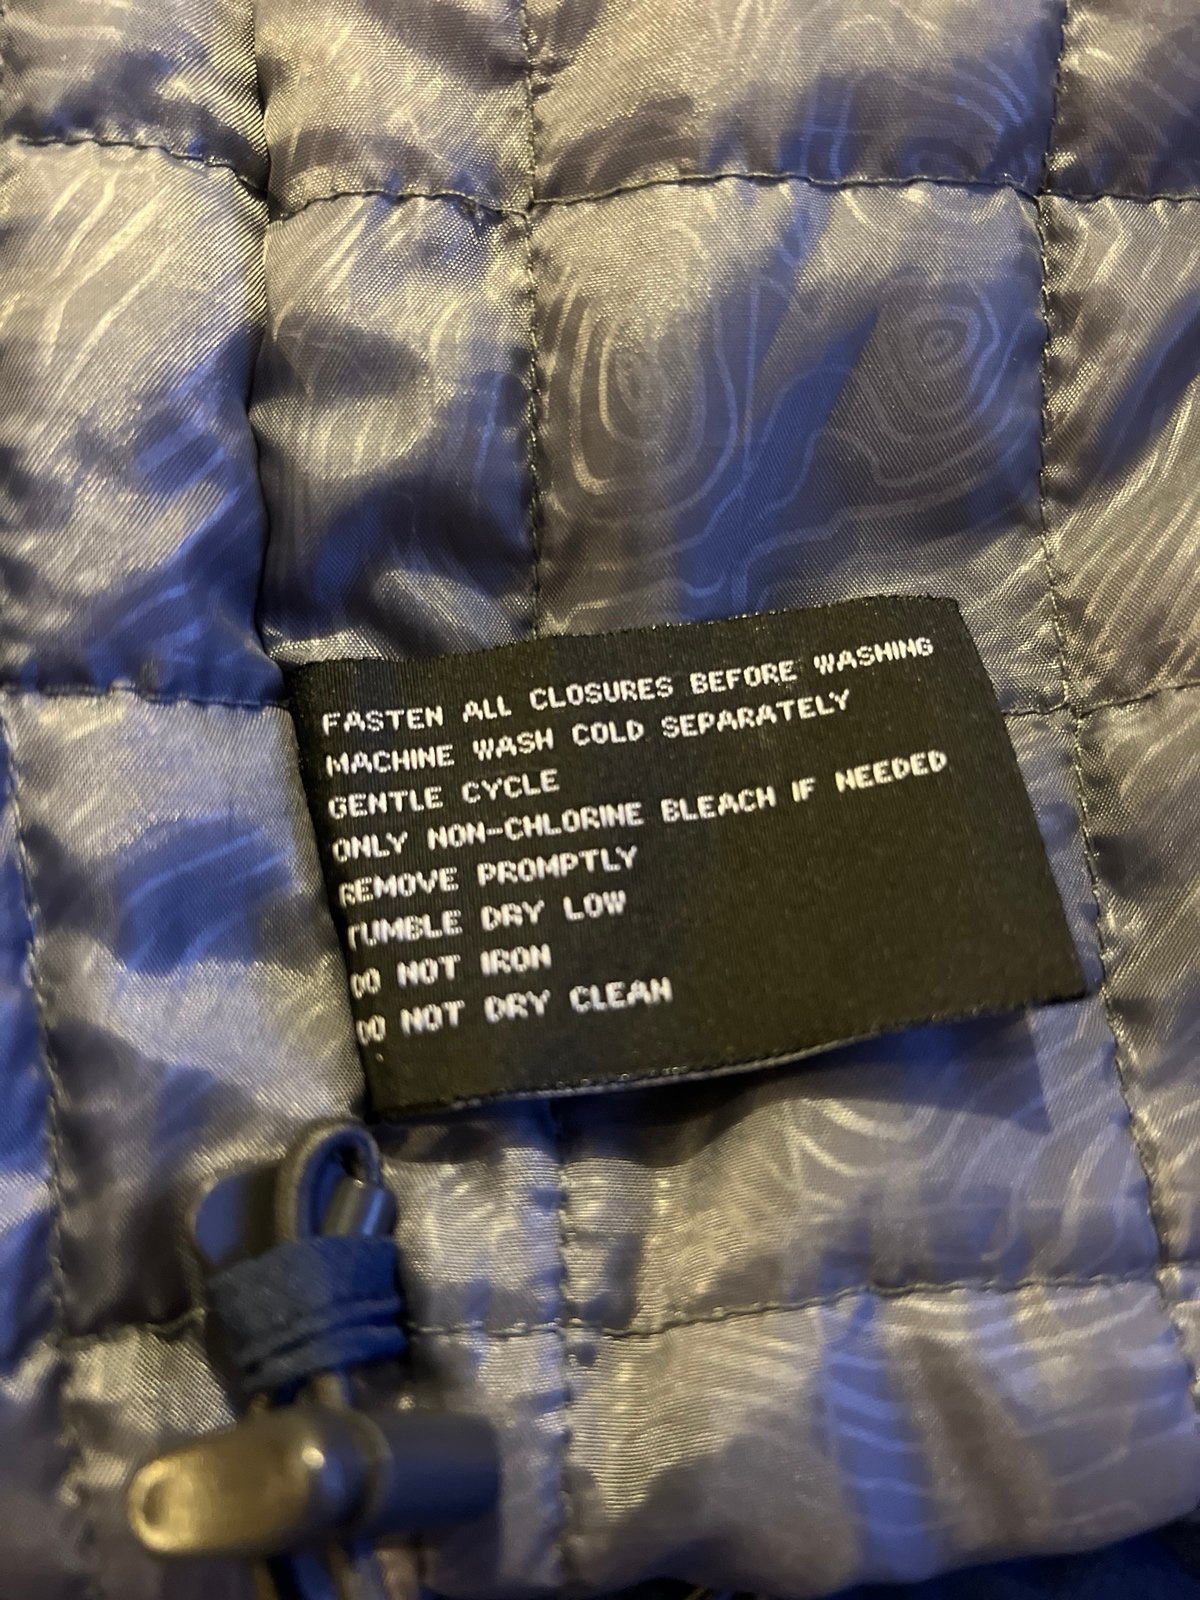 FASTEN ALL CLOSURES BEFORE WASHING
MACHINE WASH COLD SEPARATELY
GENTLE CYCLE
ONLY NON-CHLORINE BLEACH IF NEEDED
REMOVE PROMPTLY
TUMBLE DRY LOW
DO NOT IRON
DO NOT DRY CLEAN